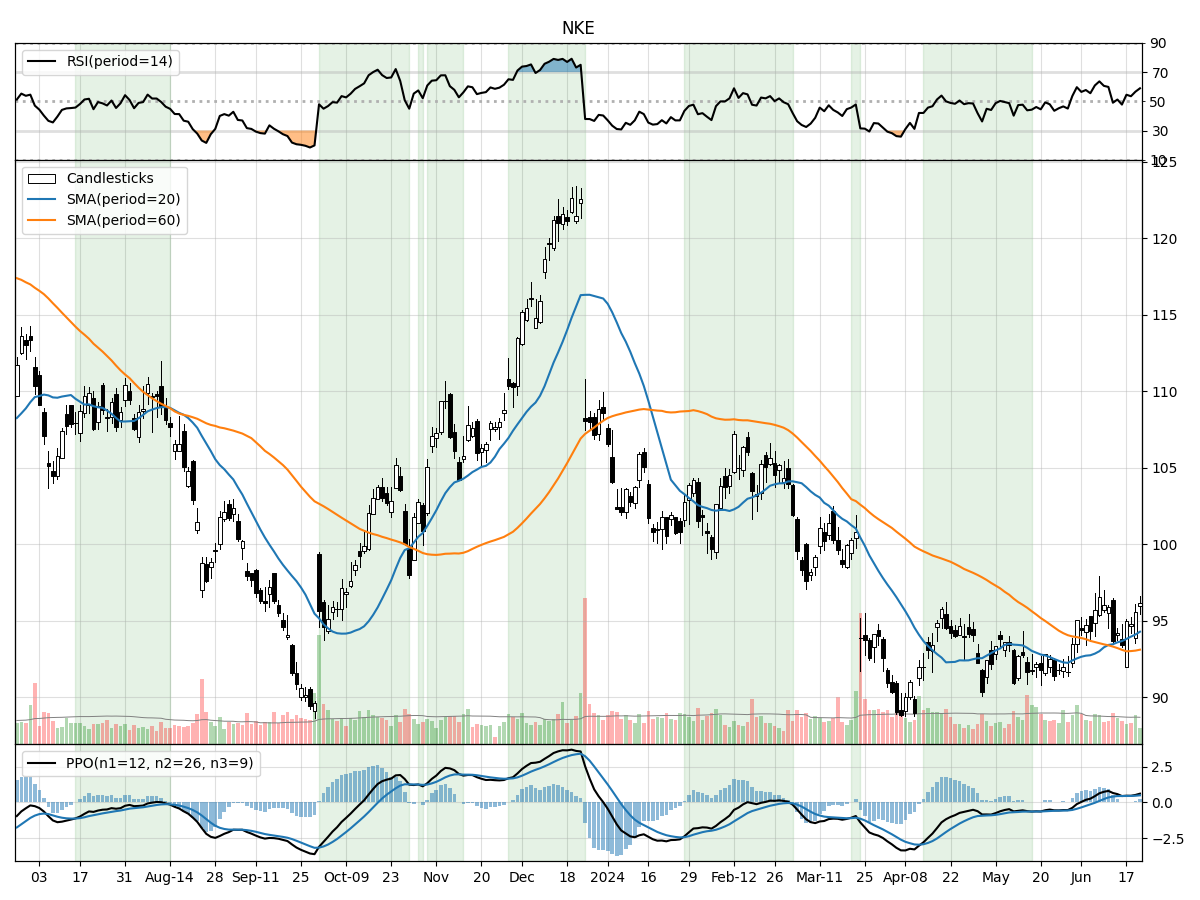 NKE
RSI(period=14)
90
70
50
30
10
Candlesticks
SMA(period=20)
SMA(period=60)
125
120
115
110
105
100
95
90
PPO(n1=12, n2=26, n3=9)
2.5
0.0
−2.5
03 17 31 Aug-14 28 Sep-11 25 Oct-09 23 Nov 20 Dec 18 2024 16 29 Feb-12 26 Mar-11 25 Apr-08 22 May 20 Jun 17